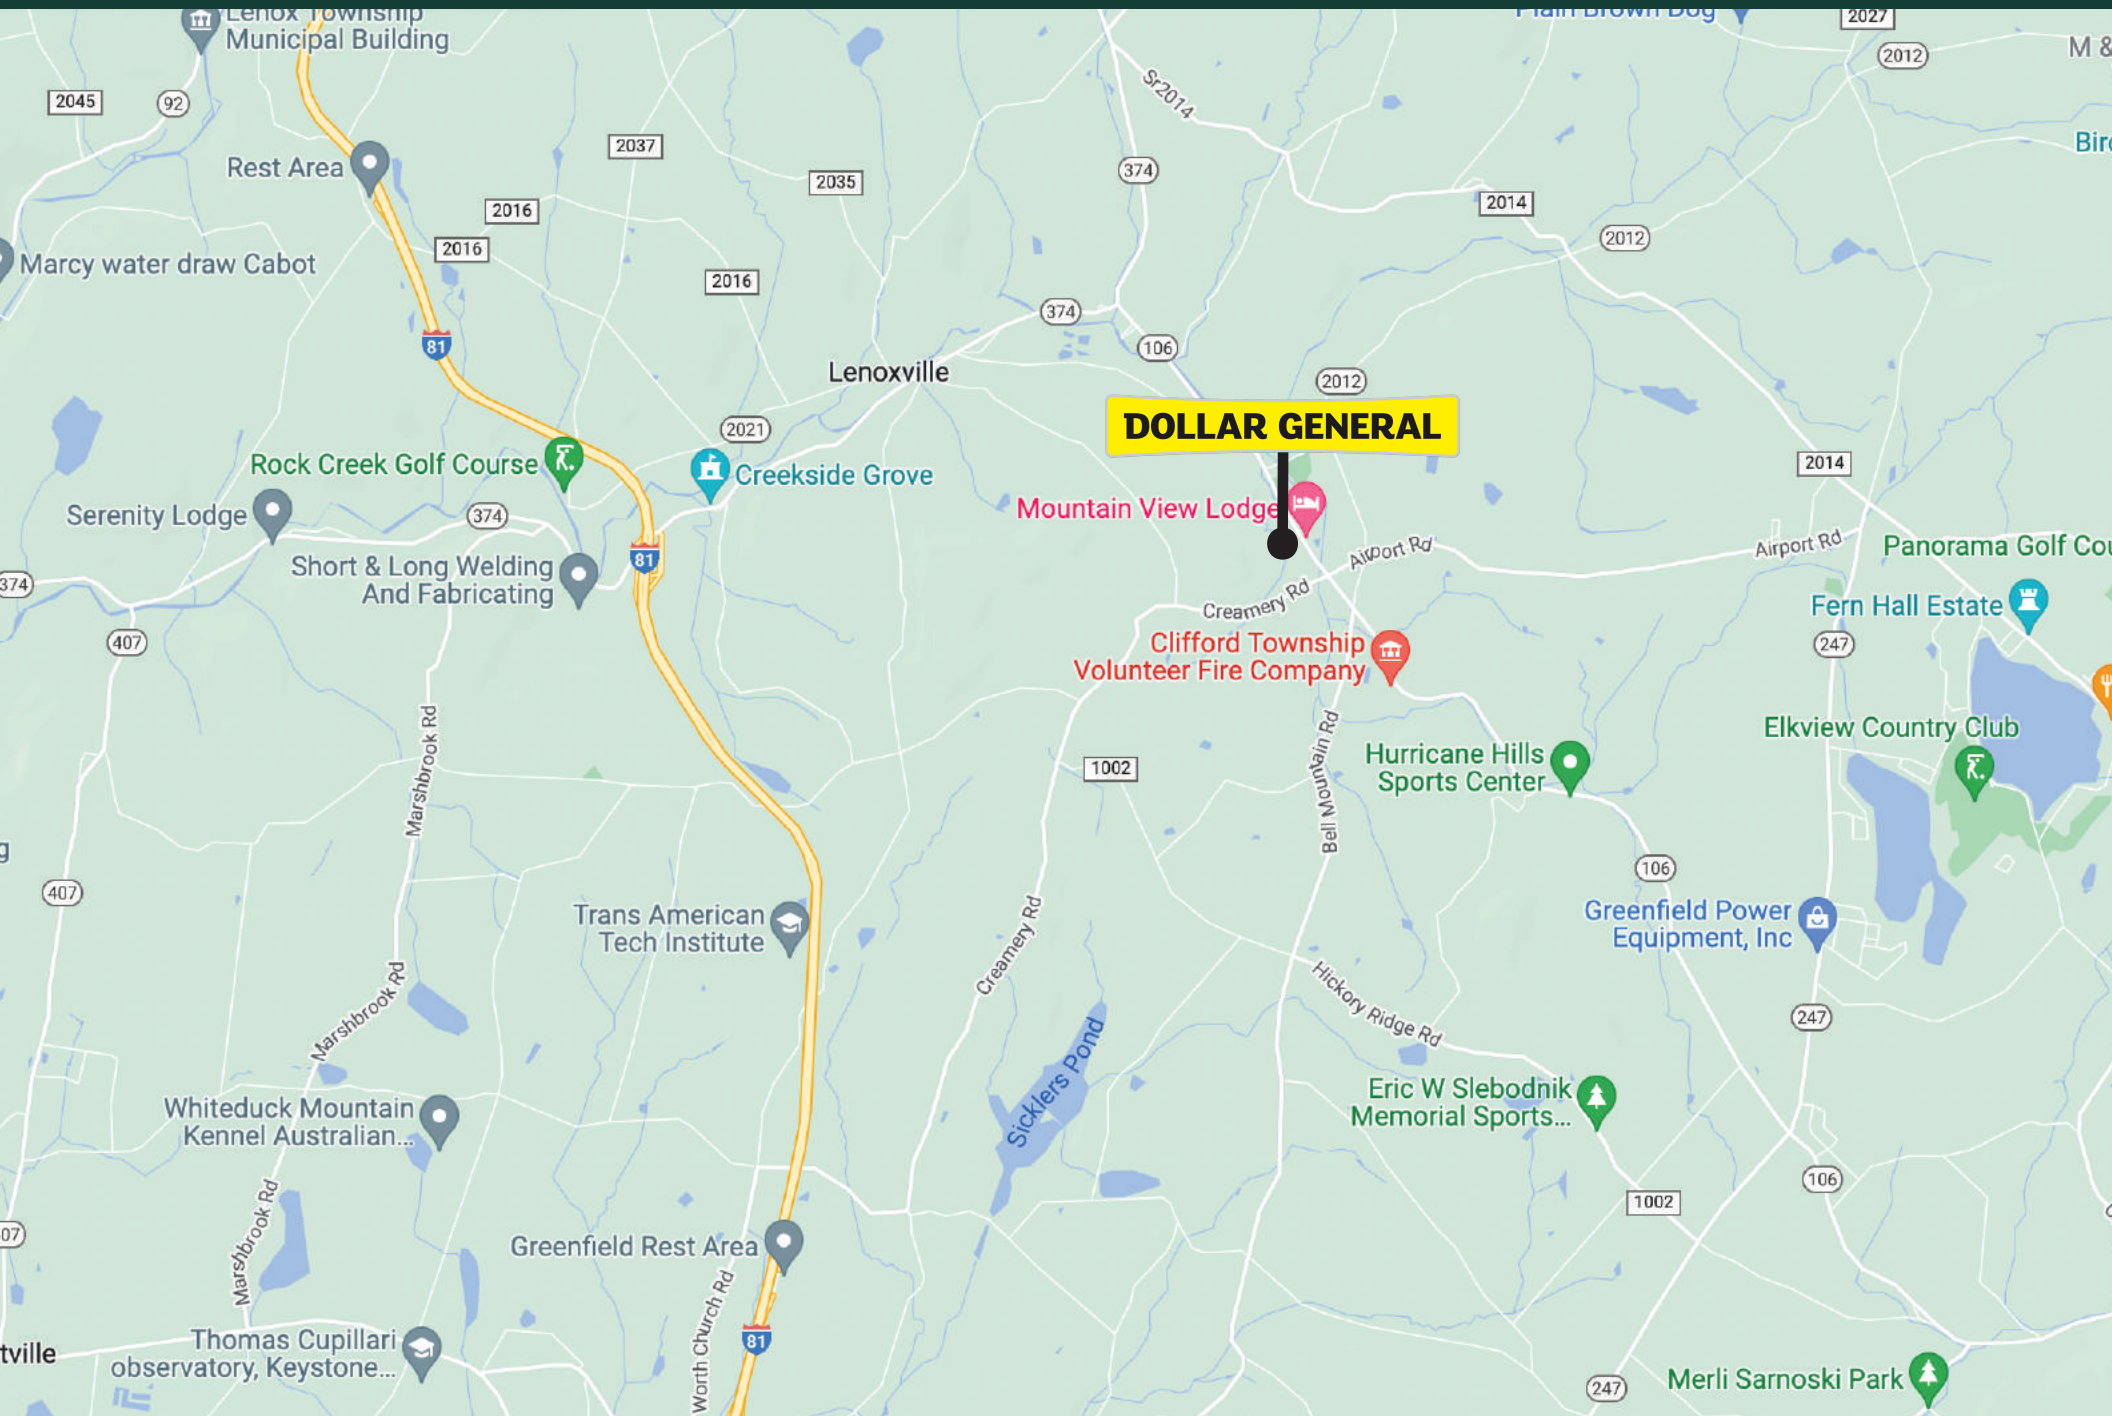 Lenox Township
Municipal Building
Plain Brown Dog
2027
2012
M &
2045
92
Sr2014
2037
374
Rest Area
2035
2016
2014
2012
2016
Marcy water draw Cabot
2016
374
81
106
Lenoxville
2012
DOLLAR GENERAL
2021
Rock Creek Golf Course
Creekside Grove
2014
Serenity Lodge
374
Mountain View Lodge
Airport Rd
Airport Rd
Panorama Golf Cou
81
Short & Long Welding
And Fabricating
374
Creamery Rd
Fern Hall Estate
407
Clifford Township
Volunteer Fire Company
247
Marshbrook Rd
Bell Mountain Rd
Elkview Country Club
1002
Hurricane Hills
Sports Center
407
106
Trans American
Tech Institute
Creamery Rd
Greenfield Power
Equipment, Inc
Marshbrook Rd
Hickory Ridge Rd
247
Sicklers Pond
Whiteduck Mountain
Kennel Australian...
Eric W Slebodnik
Memorial Sports...
106
Marshbrook Rd
1002
07
Greenfield Rest Area
Worth Church Rd
81
Thomas Cupillari
observatory, Keystone...
tville
247
Merli Sarnoski Park